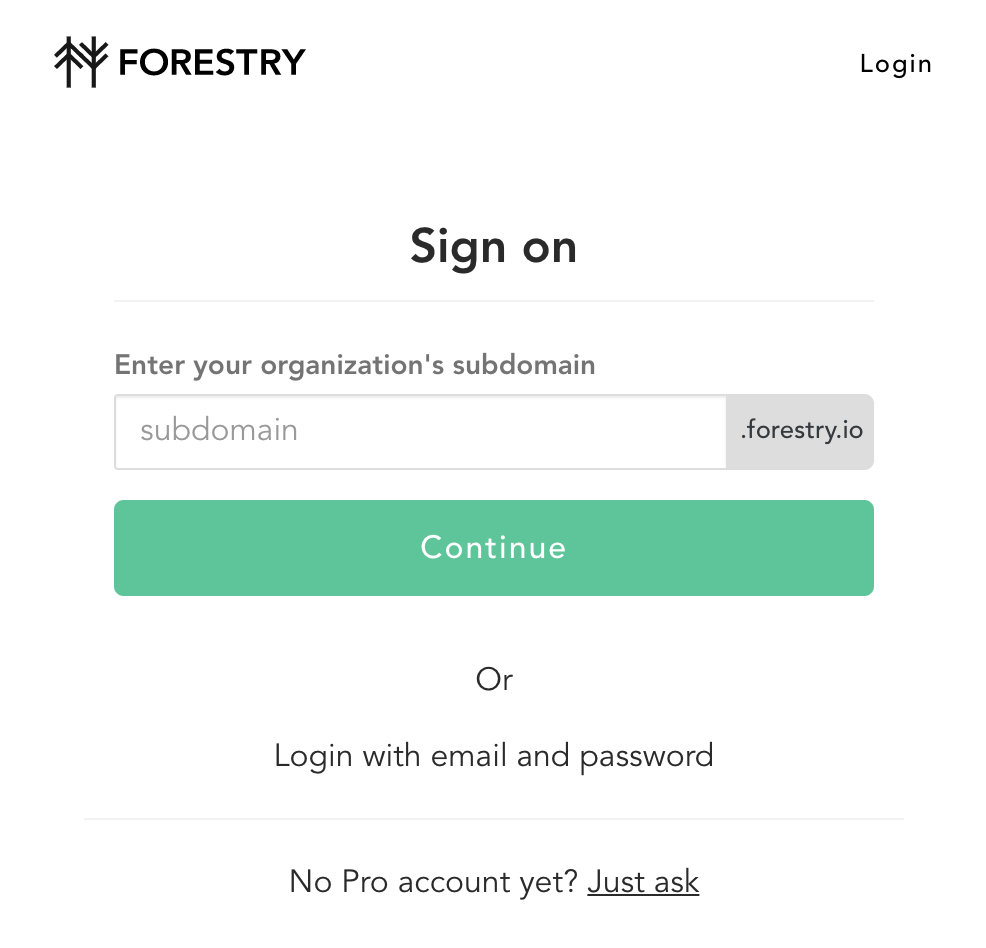 FORESTRY
Login
Sign on
Enter your organization's subdomain
subdomain .forestry.io
Continue
Or
Login with email and password
No Pro account yet? Just ask